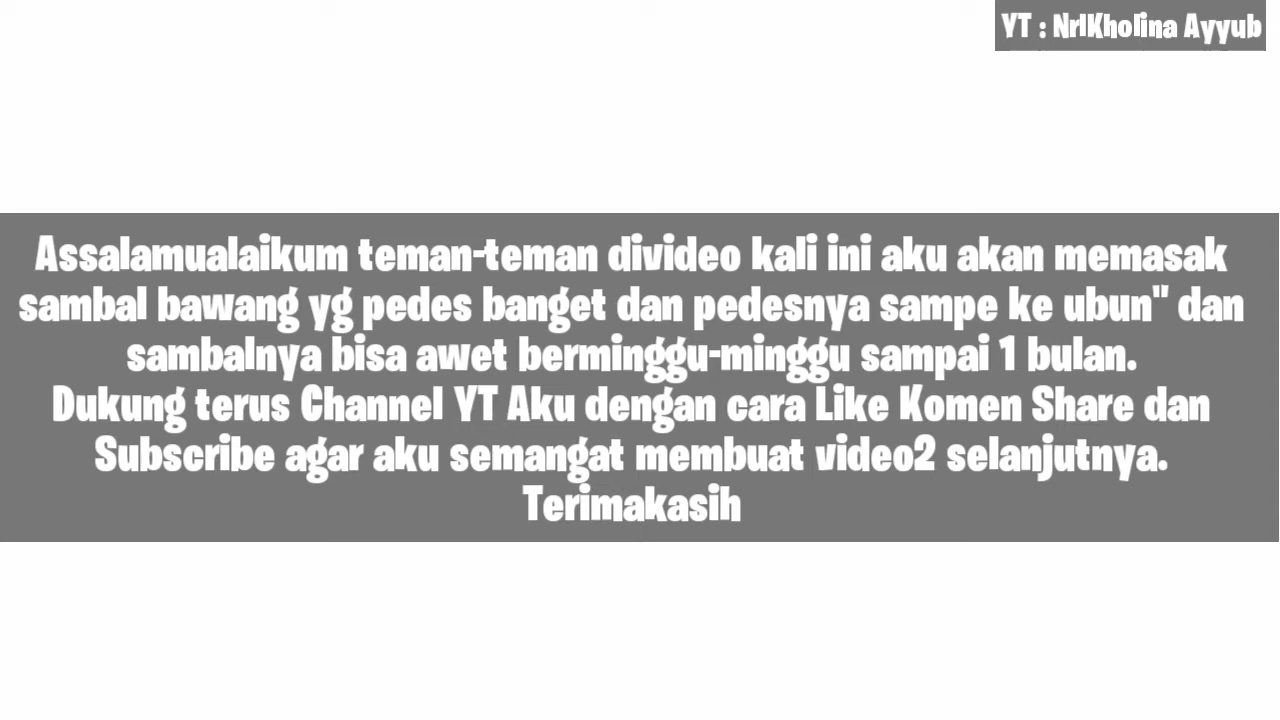 YT : NrlKholina Ayyub
Assalamualaikum teman-teman divideo kali ini aku akan memasak
sambal bawang yg pedes banget dan pedesnya sampe ke ubun" dan
sambalnya bisa awet berminggu-minggu sampai 1 bulan.
Dukung terus Channel YT Aku dengan cara Like Komen Share dan
Subscribe agar aku semangat membuat video2 selanjutnya.
Terimakasih